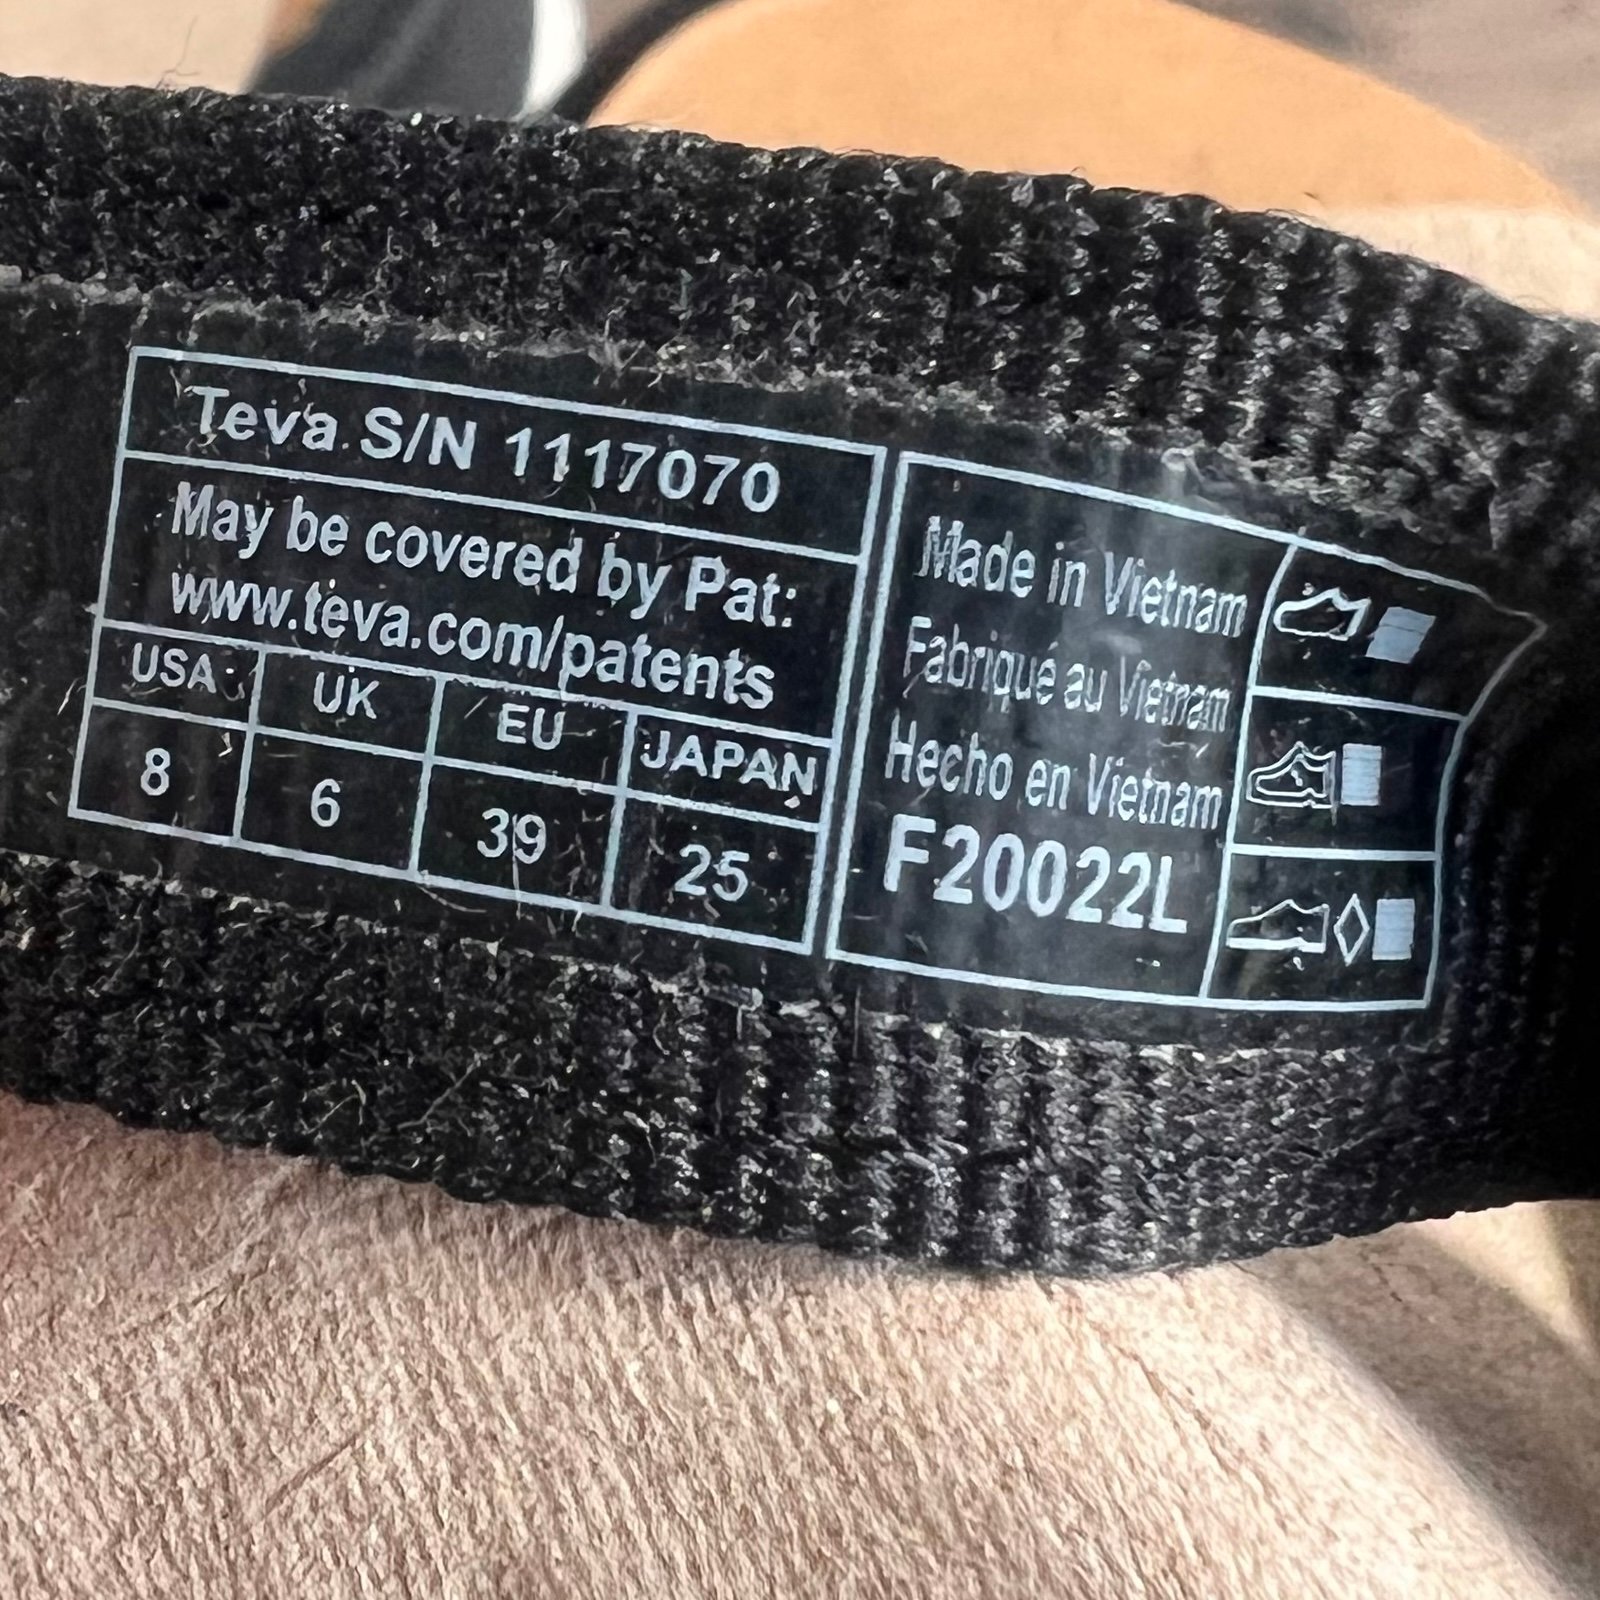 Teva S/N 1117070
May be covered by Pat:
www.teva.com/patents
USA UK EU JAPAN
8 6 39 25
Made in Vietnam
Fabriqué au Vietnam
Hecho en Vietnam
F20022L